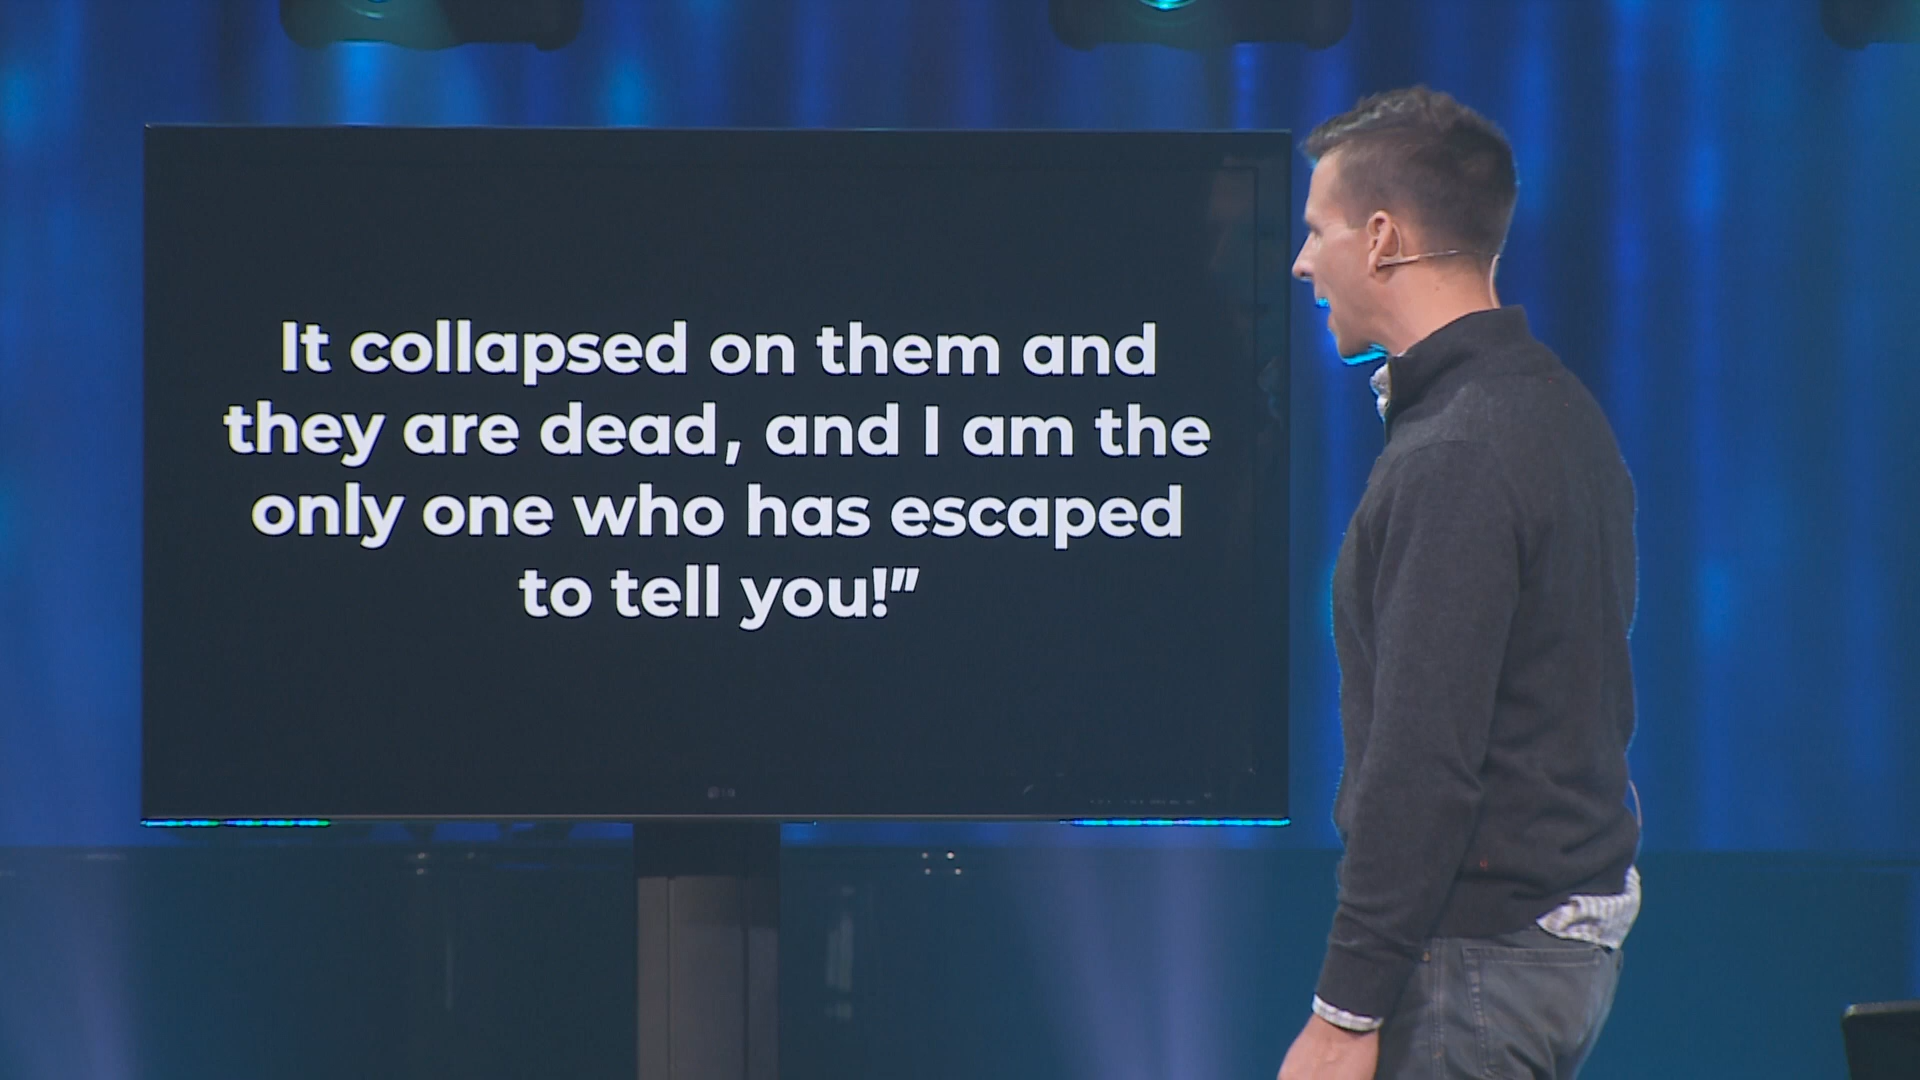 It collapsed on them and
they are dead, and I am the
only one who has escaped
to tell you!”